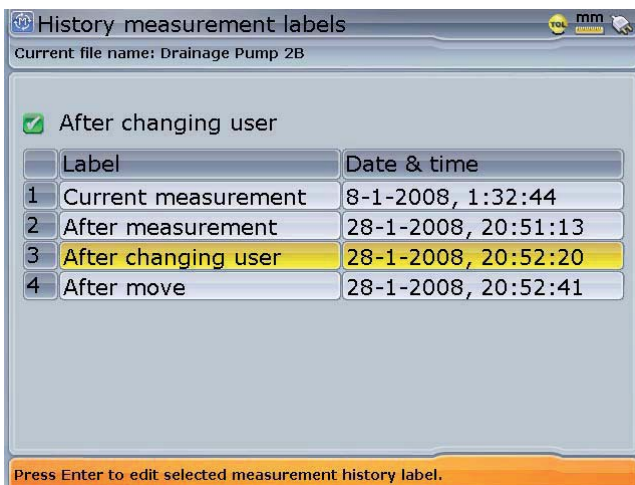 History measurement labels
TOL mm
Current file name: Drainage Pump 2B
After changing user
Label Date & time
1 Current measurement 8-1-2008, 1:32:44
2 After measurement 28-1-2008, 20:51:13
3 After changing user 28-1-2008, 20:52:20
4 After move 28-1-2008, 20:52:41
Press Enter to edit selected measurement history label.